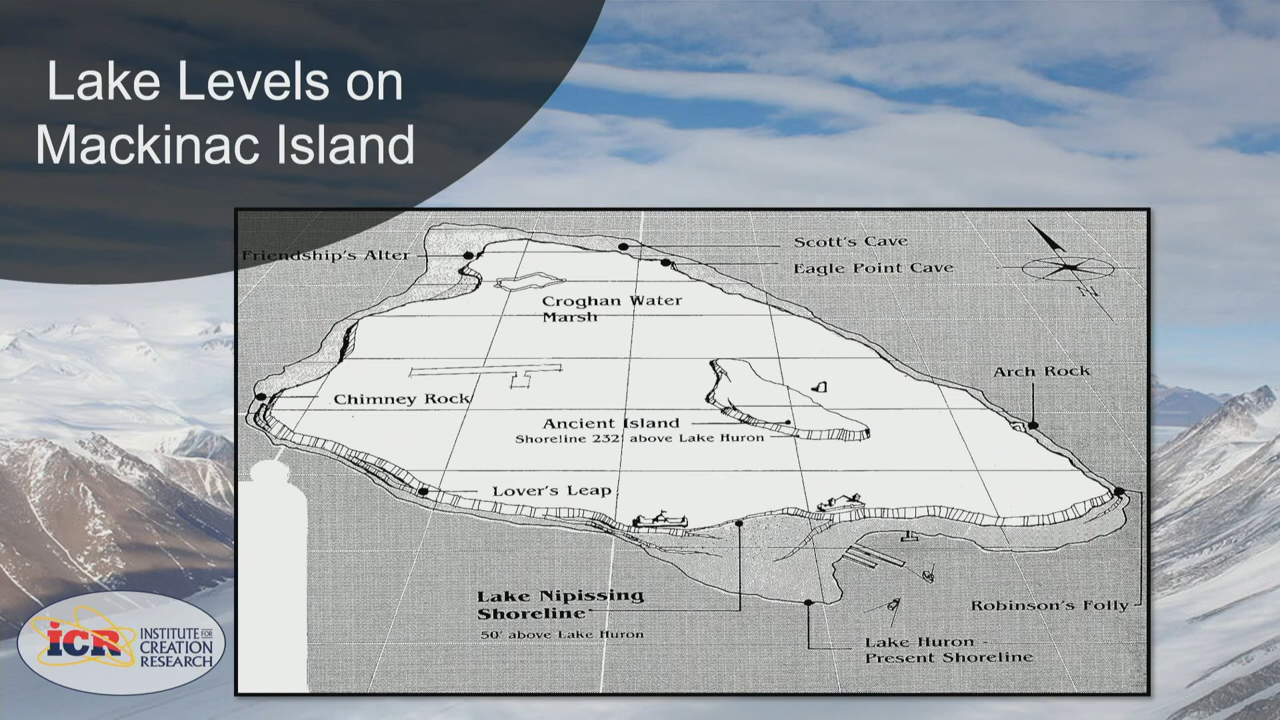 Lake Levels on
Mackinac Island
Friendship's Alter
Scott's Cave
Eagle Point Cave
Croghan Water
Marsh
N
Arch Rock
Chimney Rock
Ancient Island
Shoreline 232' above Lake Huron
Lover's Leap
Lake Nipissing
Shoreline
50' above Lake Huron
Robinson's Folly
Lake Huron -
Present Shoreline
iCR
INSTITUTE FOR
CREATION
RESEARCH